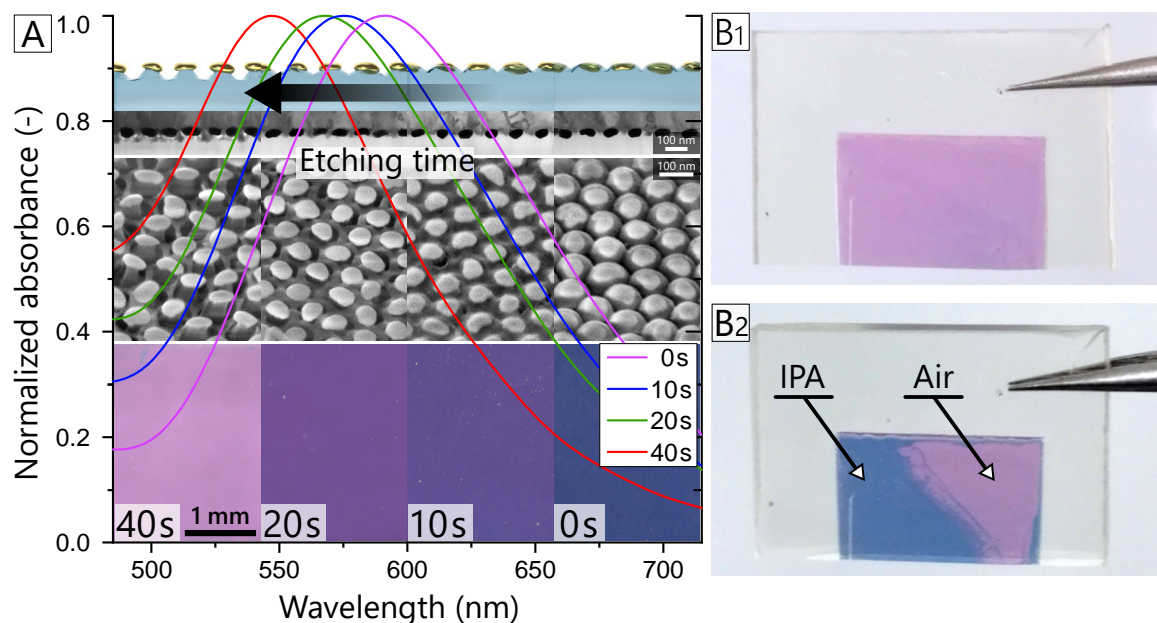 A
Normalized absorbance (-)
1.0
0.8
0.6
0.4
0.2
0.0
Etching time
100 nm
100 nm
0s
10s
20s
40s
40s
1 mm
20s
10s
0s
500
550
600
650
700
Wavelength (nm)
B1
B2
IPA
Air